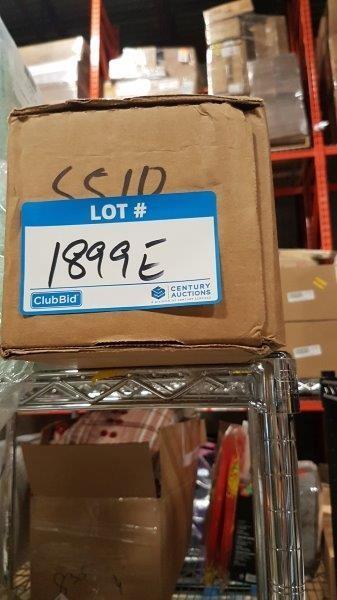 SSID
LOT #
1899E
ClubBid
CENTURY
AUCTIONS